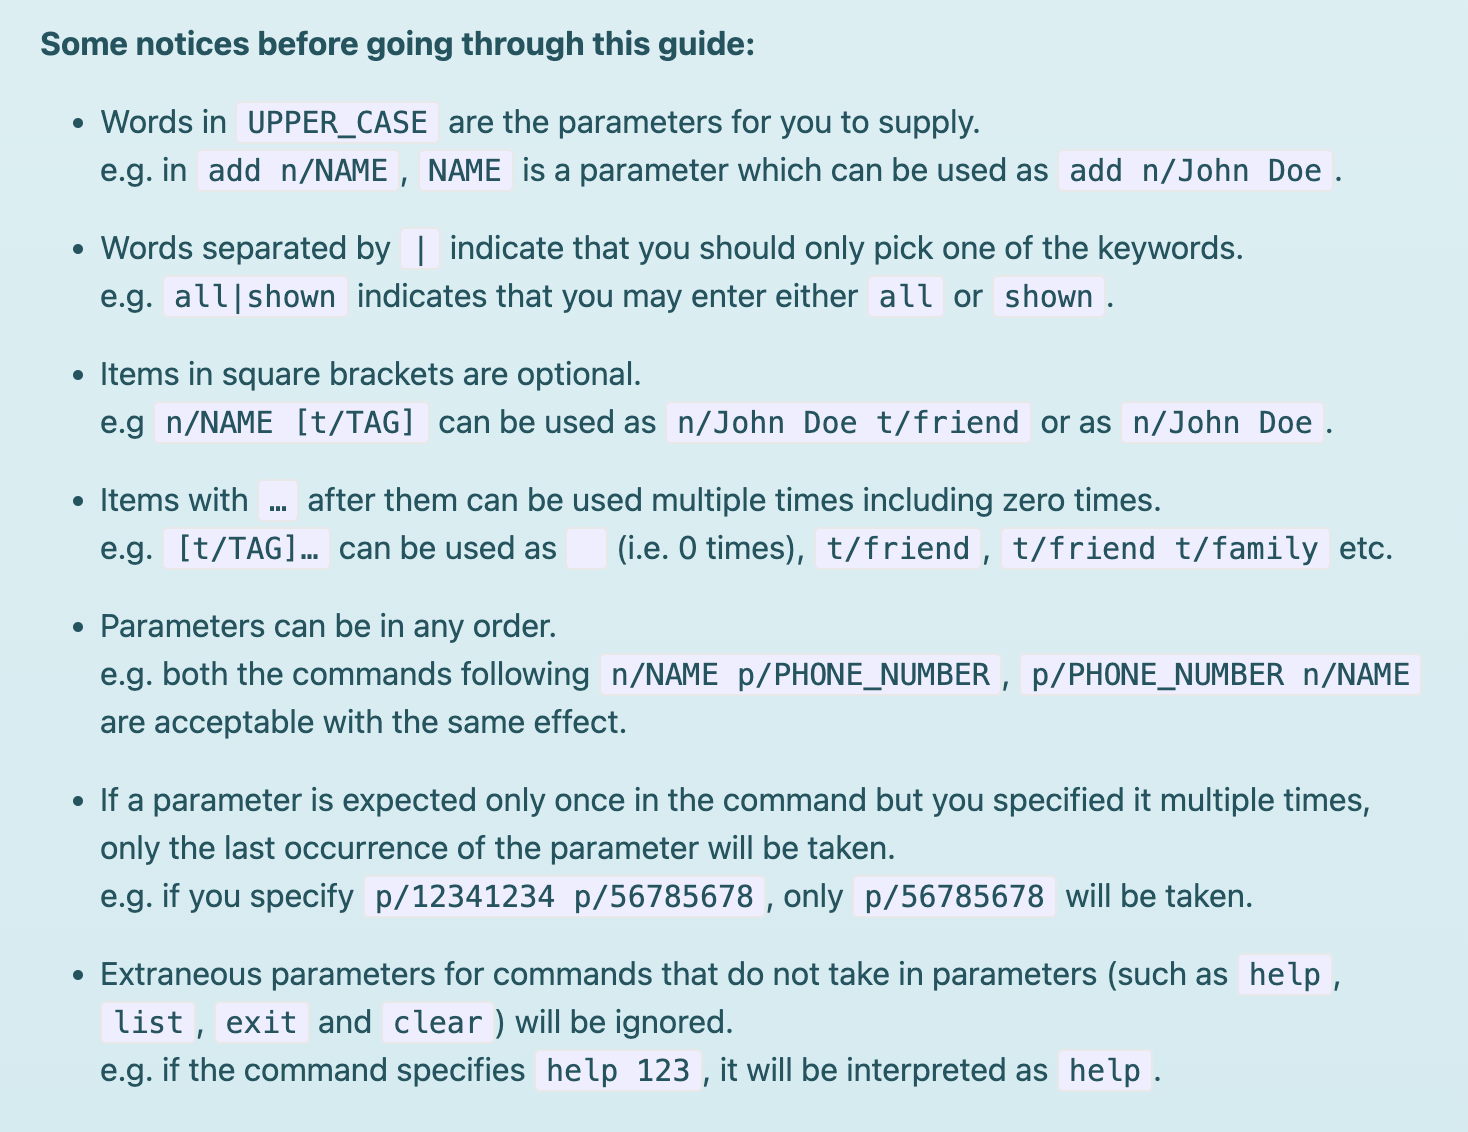 Some notices before going through this guide:
• Words in UPPER_CASE are the parameters for you to supply.
e.g. in add n/NAME, NAME is a parameter which can be used as add n/John Doe.
• Words separated by | indicate that you should only pick one of the keywords.
e.g. all|shown indicates that you may enter either all or shown.
• Items in square brackets are optional.
e.g n/NAME [t/TAG] can be used as n/John Doe t/friend or as n/John Doe.
• Items with … after them can be used multiple times including zero times.
e.g. [t/TAG]… can be used as   (i.e. 0 times), t/friend, t/friend t/family etc.
• Parameters can be in any order.
e.g. both the commands following n/NAME p/PHONE_NUMBER, p/PHONE_NUMBER n/NAME
are acceptable with the same effect.
• If a parameter is expected only once in the command but you specified it multiple times,
only the last occurrence of the parameter will be taken.
e.g. if you specify p/12341234 p/56785678, only p/56785678 will be taken.
• Extraneous parameters for commands that do not take in parameters (such as help,
list, exit and clear) will be ignored.
e.g. if the command specifies help 123, it will be interpreted as help.